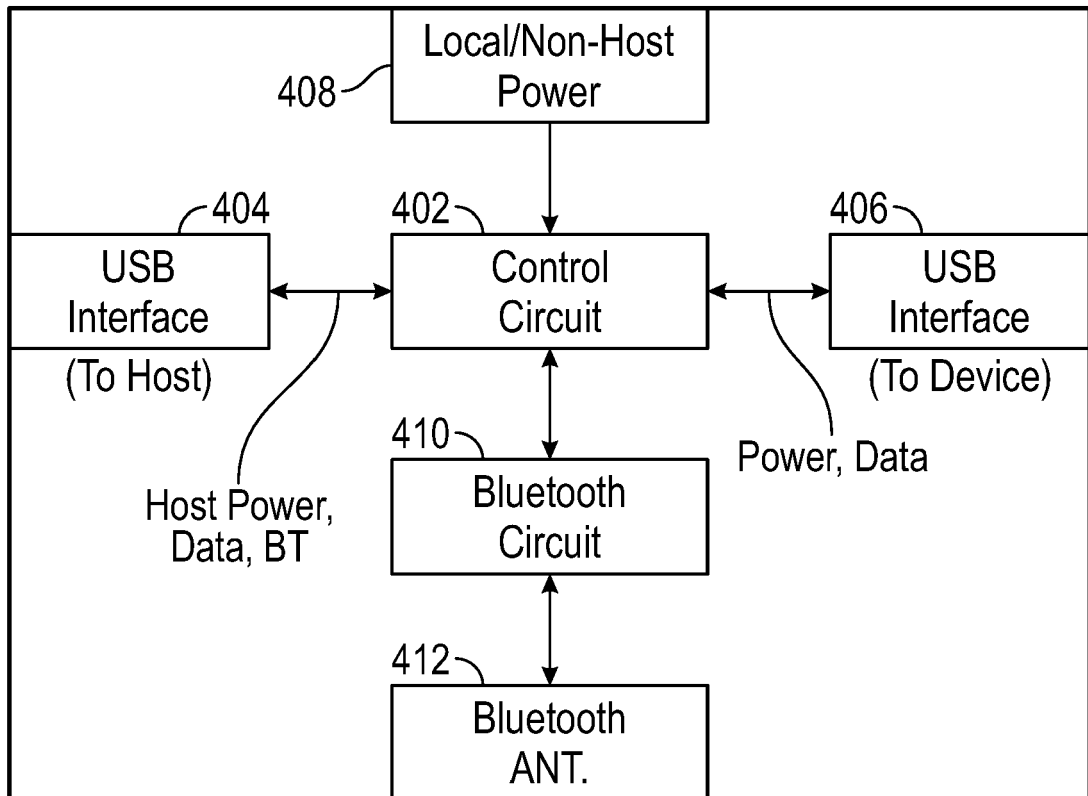 Local/Non-Host
Power
408
404
USB
Interface
(To Host)
402
Control
Circuit
406
USB
Interface
(To Device)
Host Power,
Data, BT
Power, Data
410
Bluetooth
Circuit
412
Bluetooth
ANT.